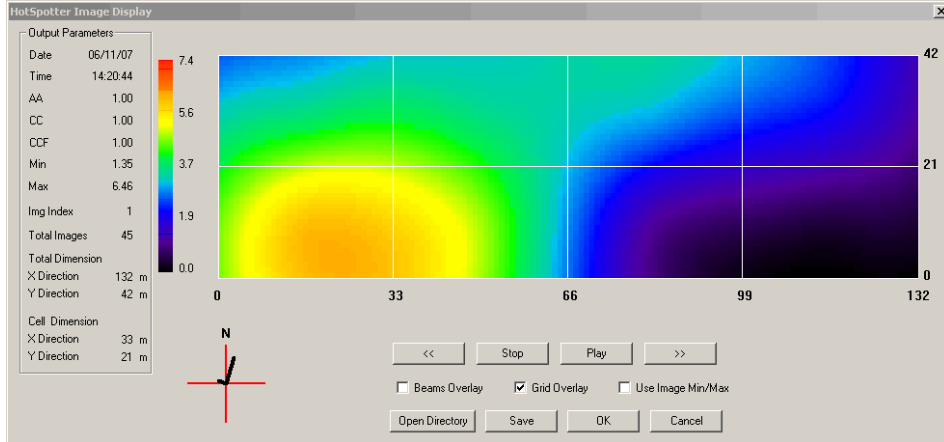 HotSpotter Image Display
Output Parameters
Date 06/11/07
Time 14:20:44
AA 1.00
CC 1.00
CCF 1.00
Min 1.35
Max 6.46
Img Index 1
Total Images 45
Total Dimension
X Direction 132 m
Y Direction 42 m
Cell Dimension
X Direction 33 m
Y Direction 21 m
7.4
5.6
3.7
1.9
0.0
42
21
0
0 33 66 99 132
N
<< Stop Play >>
Beams Overlay Grid Overlay Use Image Min/Max
Open Directory Save OK Cancel